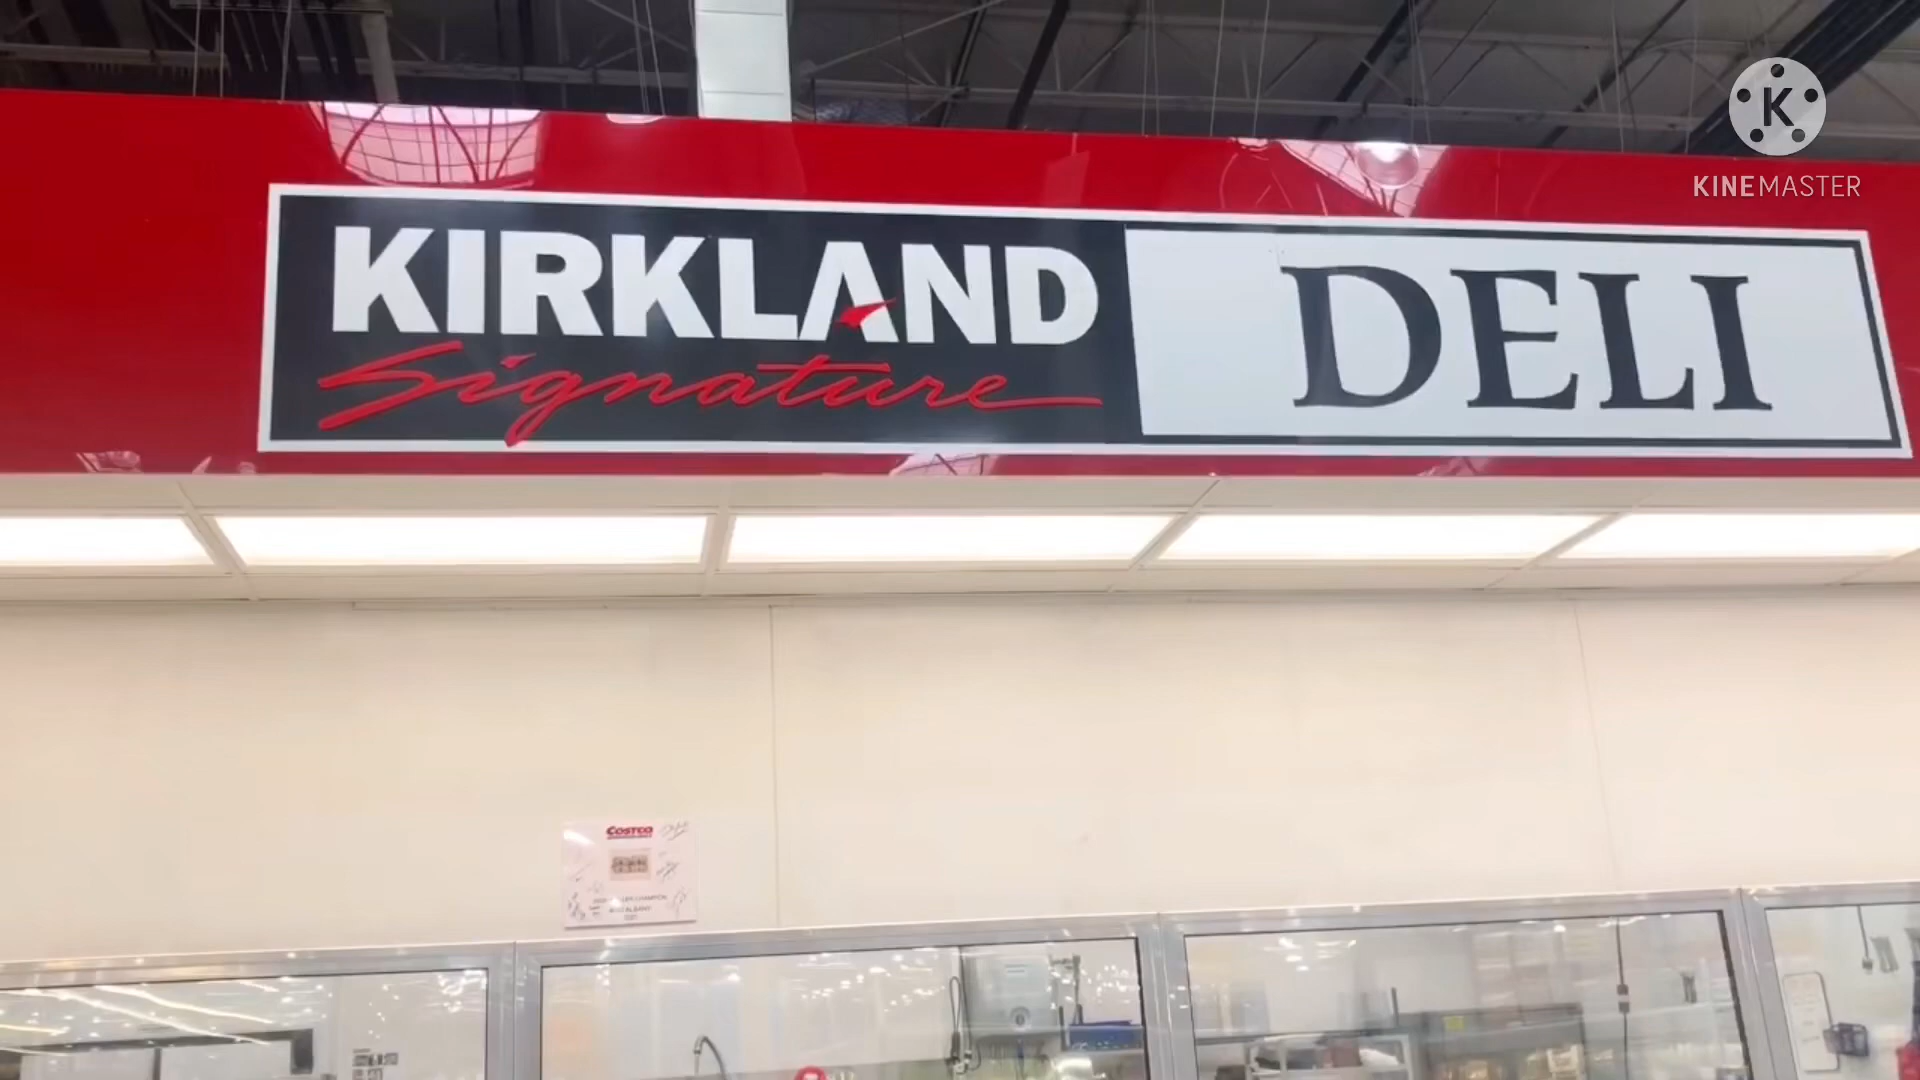 K
KINEMASTER
KIRKLAND
Signature
DELI
COSTCO